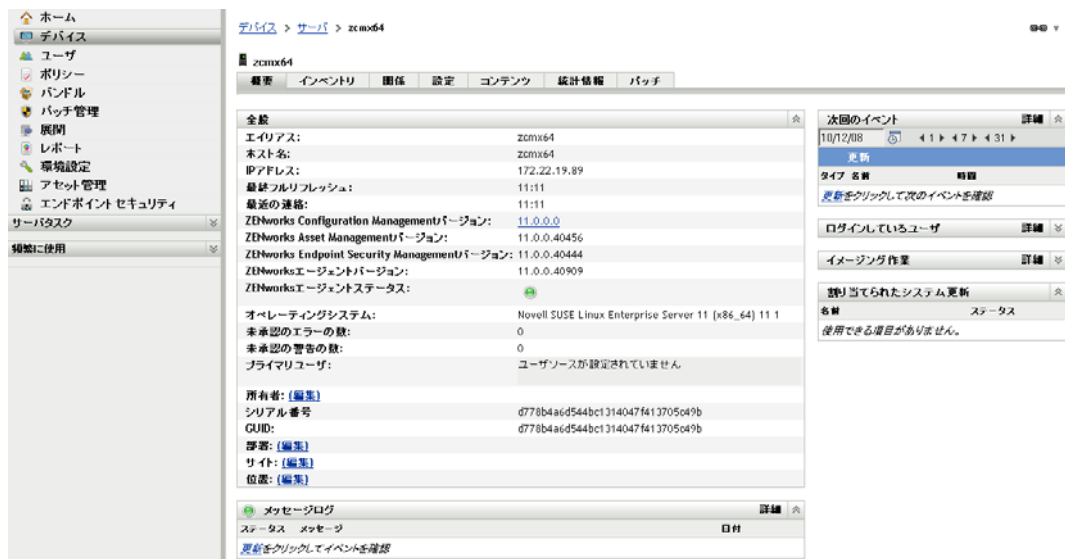 ホーム
デバイス
ユーザ
ポリシー
バンドル
パッチ管理
展開
レポート
環境設定
アセット管理
エンドポイントセキュリティ
サーバタスク
頻繁に使用
デバイス > サーバ > zcmx64
zcmx64
概要 インベントリ 関係 設定 コンテンツ 統計情報 パッチ
全般
エイリアス: zcmx64
ホスト名: zcmx64
IPアドレス: 172.22.19.89
最終フルリフレッシュ: 11:11
最近の連絡: 11:11
ZENworks Configuration Managementバージョン: 11.0.0.0
ZENworks Asset Managementバージョン: 11.0.0.40456
ZENworks Endpoint Security Managementバージョン: 11.0.0.40444
ZENworksエージェントバージョン: 11.0.0.40909
ZENworksエージェントステータス:
オペレーティングシステム: Novell SUSE Linux Enterprise Server 11 (x86_64) 11 1
未承認のエラーの数: 0
未承認の警告の数: 0
プライマリユーザ: ユーザソースが設定されていません
所有者: (編集)
シリアル番号 d778b4a6d544bc1314047f413705c49b
GUID: d778b4a6d544bc1314047f413705c49b
部署: (編集)
サイト: (編集)
位置: (編集)
メッセージログ 詳細
ステータス メッセージ 日付
更新をクリックしてイベントを確認
次回のイベント 詳細
10/12/08 1 7 31
更新
タイプ 名前 時間
更新をクリックして次のイベントを確認
ログインしているユーザ 詳細
イメージング作業 詳細
割り当てられたシステム更新
名前 ステータス
使用できる項目がありません。